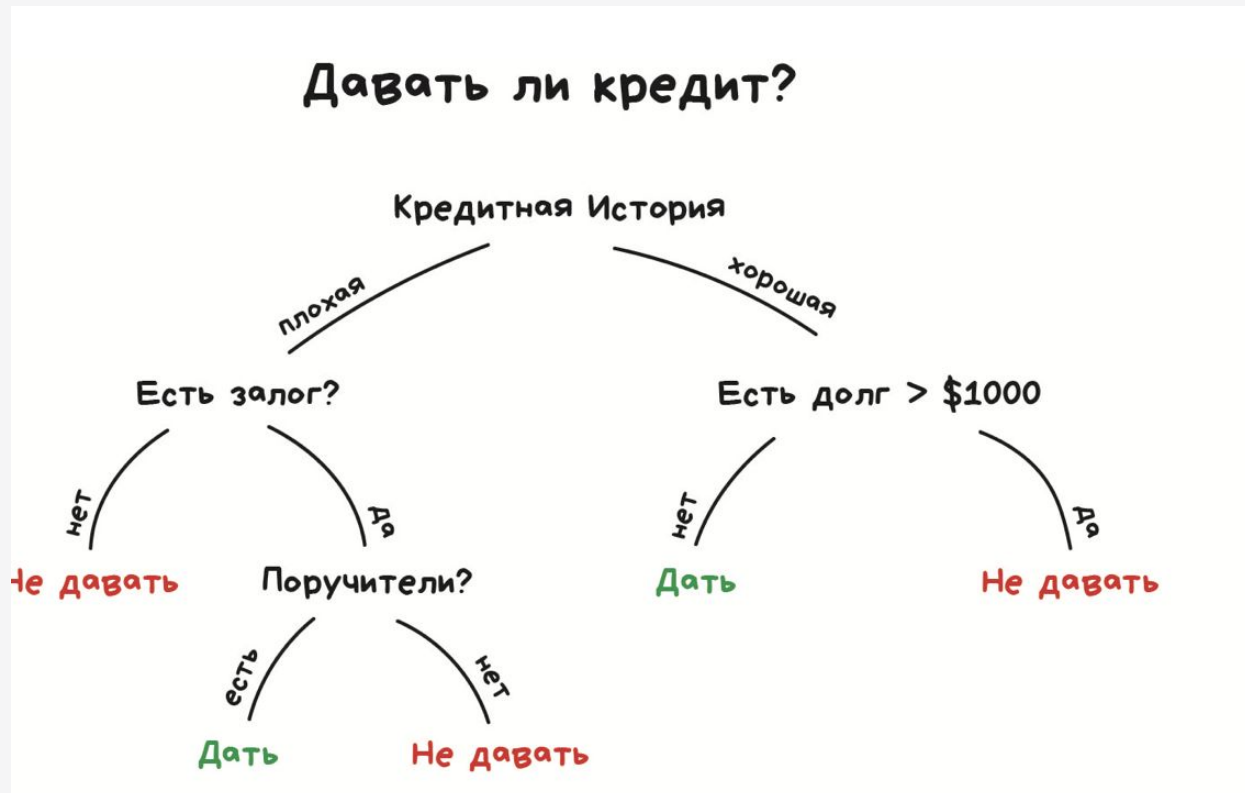 Давать ли кредит?
Кредитная История
плохая
хорошая
Есть залог?
Есть долг > $1000
нет
да
нет
да
Не давать
Поручители?
Дать
Не давать
есть
нет
Дать
Не давать